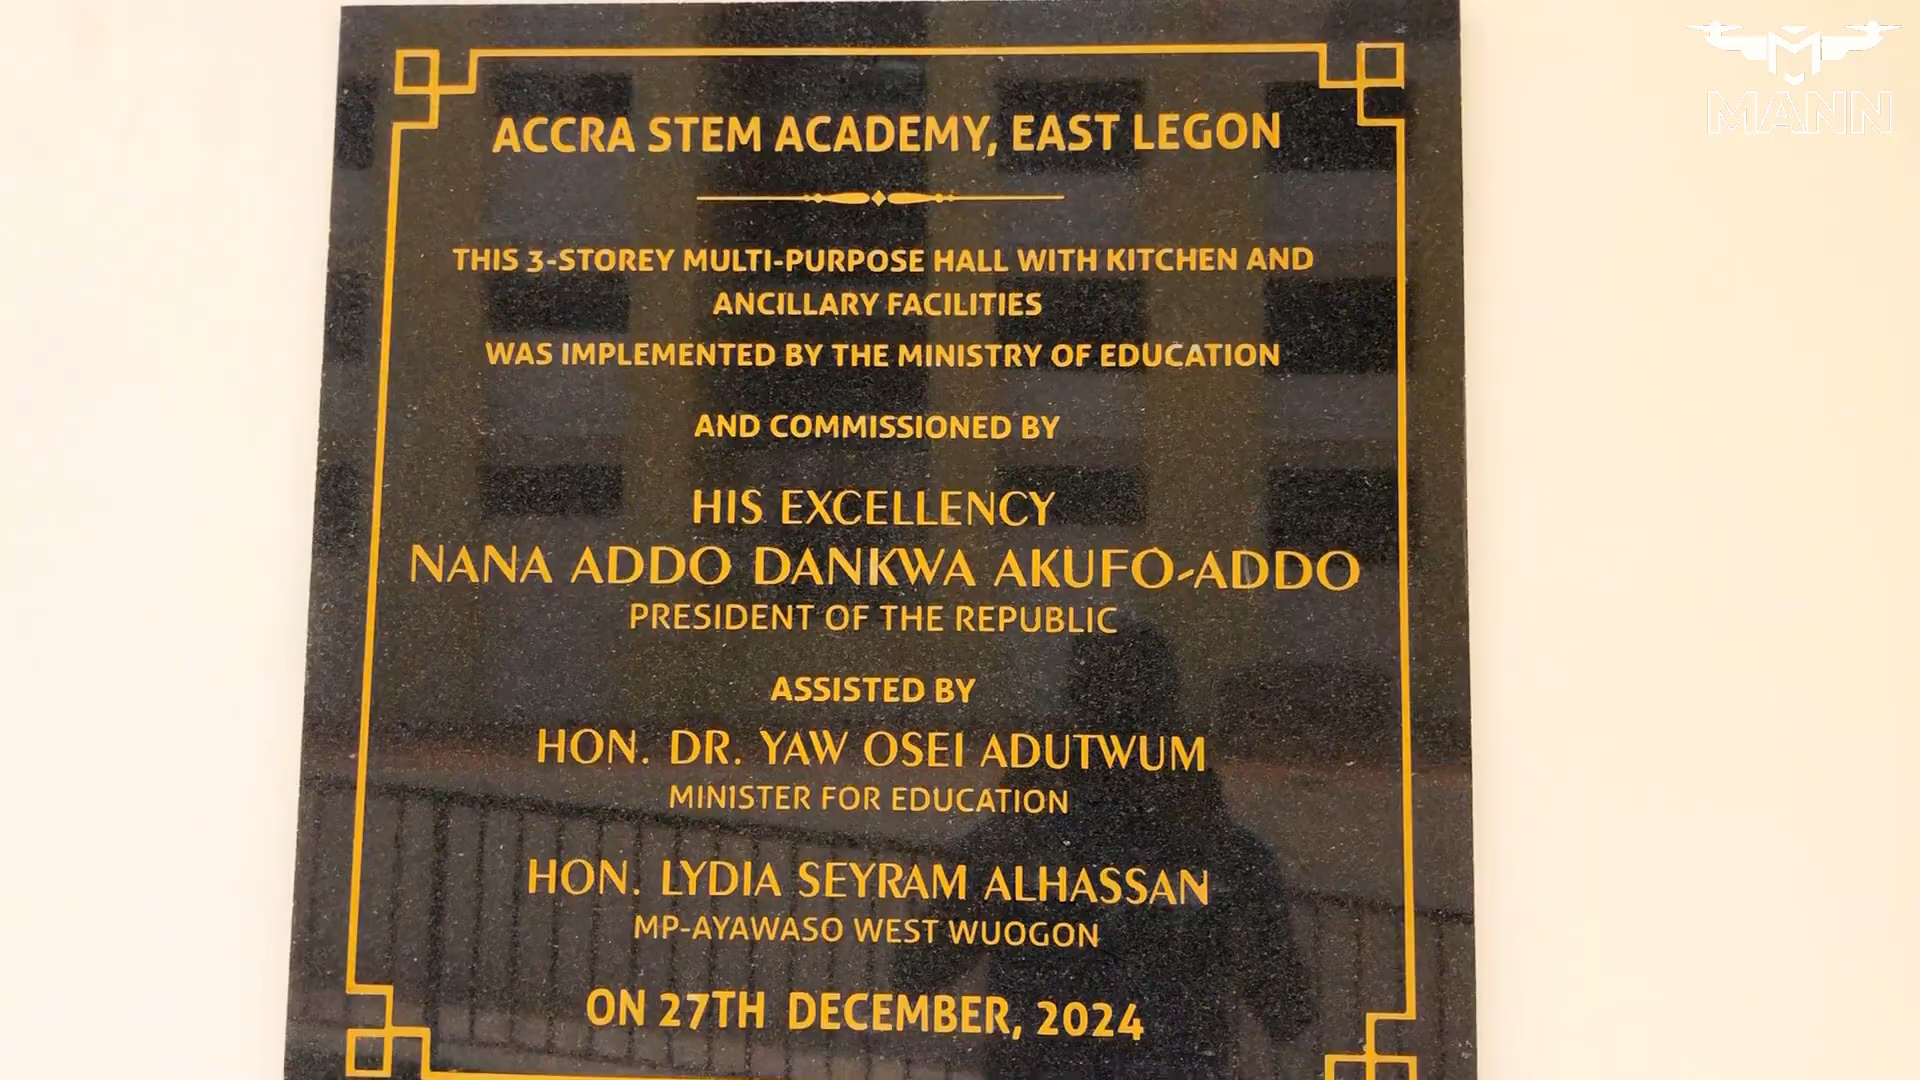 MANN
ACCRA STEM ACADEMY, EAST LEGON
THIS 3-STOREY MULTI-PURPOSE HALL WITH KITCHEN AND
ANCILLARY FACILITIES
WAS IMPLEMENTED BY THE MINISTRY OF EDUCATION
AND COMMISSIONED BY
HIS EXCELLENCY
NANA ADDO DANKWA AKUFO-ADDO
PRESIDENT OF THE REPUBLIC
ASSISTED BY
HON. DR. YAW OSEI ADUTWUM
MINISTER FOR EDUCATION
HON. LYDIA SEYRAM ALHASSAN
MP-AYAWASO WEST WUOGON
ON 27TH DECEMBER, 2024